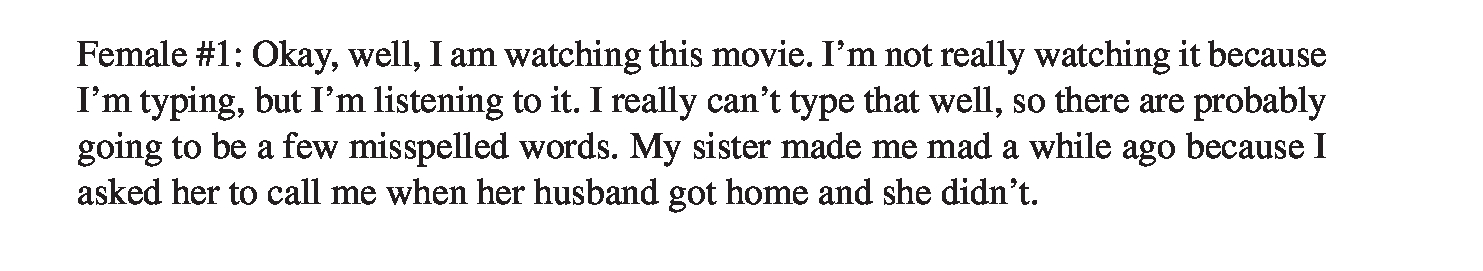 Female #1: Okay, well, I am watching this movie. I’m not really watching it because
I’m typing, but I’m listening to it. I really can’t type that well, so there are probably
going to be a few misspelled words. My sister made me mad a while ago because I
asked her to call me when her husband got home and she didn’t.